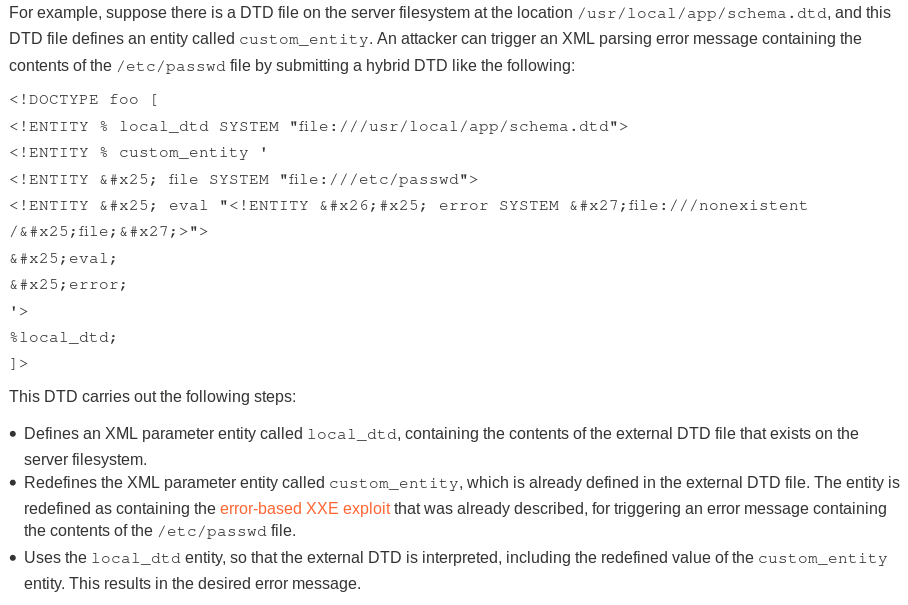 For example, suppose there is a DTD file on the server filesystem at the location /usr/local/app/schema.dtd, and this
DTD file defines an entity called custom_entity. An attacker can trigger an XML parsing error message containing the
contents of the /etc/passwd file by submitting a hybrid DTD like the following:
<!DOCTYPE foo [
<!ENTITY % local_dtd SYSTEM "file:///usr/local/app/schema.dtd">
<!ENTITY % custom_entity '
<!ENTITY &#x25; file SYSTEM "file:///etc/passwd">
<!ENTITY &#x25; eval "<!ENTITY &#x26;#x25; error SYSTEM &#x27;file:///nonexistent
/&#x25;file;&#x27;>">
&#x25;eval;
&#x25;error;
'>
%local_dtd;
]>
This DTD carries out the following steps:
• Defines an XML parameter entity called local_dtd, containing the contents of the external DTD file that exists on the
server filesystem.
• Redefines the XML parameter entity called custom_entity, which is already defined in the external DTD file. The entity is
redefined as containing the error-based XXE exploit that was already described, for triggering an error message containing
the contents of the /etc/passwd file.
• Uses the local_dtd entity, so that the external DTD is interpreted, including the redefined value of the custom_entity
entity. This results in the desired error message.